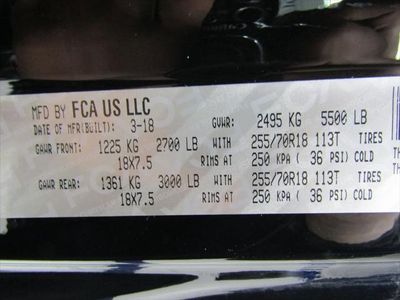 MFD BY FCA US LLC
DATE OF MFR(BUILT): 3-18 GVWR: 2495 KG 5500 LB
GAWR FRONT: 1225 KG 2700 LB WITH 255/70R18 113T TIRES
18X7.5 RIMS AT 250 KPA ( 36 PSI) COLD
GAWR REAR: 1361 KG 3000 LB WITH 255/70R18 113T TIRES
18X7.5 RIMS AT 250 KPA ( 36 PSI) COLD